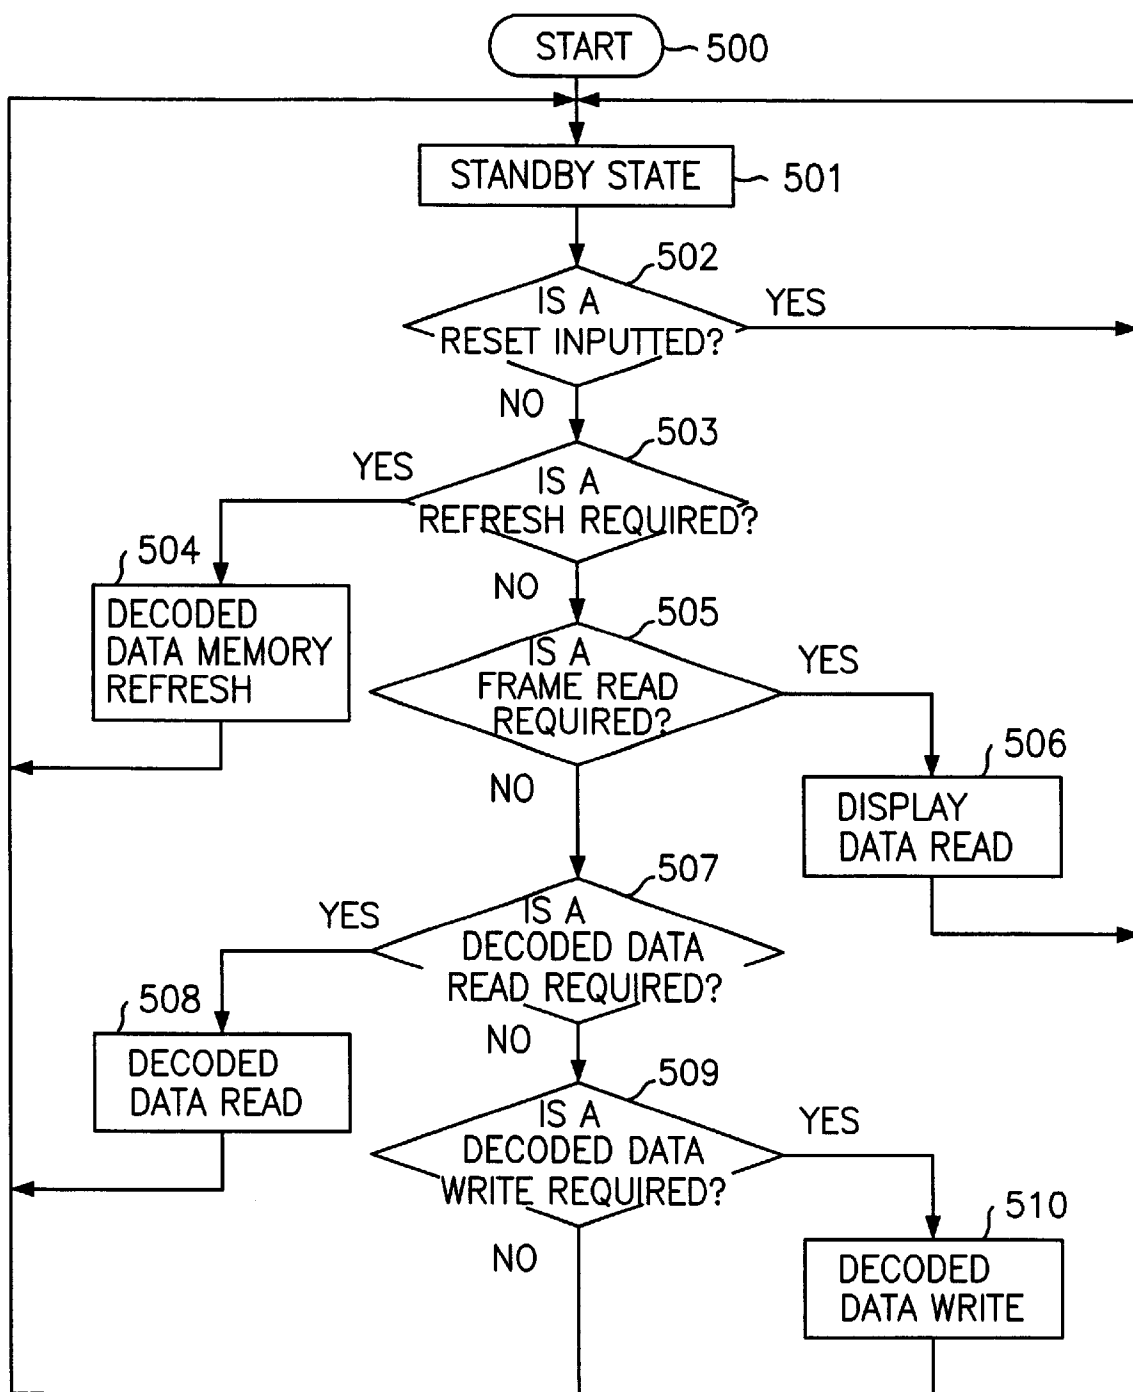 START
500
STANDBY STATE
501
502
IS A
RESET INPUTTED?
YES
NO
503
IS A
REFRESH REQUIRED?
YES
NO
504
DECODED
DATA MEMORY
REFRESH
505
IS A
FRAME READ
REQUIRED?
YES
NO
506
DISPLAY
DATA READ
507
IS A
DECODED DATA
READ REQUIRED?
YES
NO
508
DECODED
DATA READ
509
IS A
DECODED DATA
WRITE REQUIRED?
YES
NO
510
DECODED
DATA WRITE